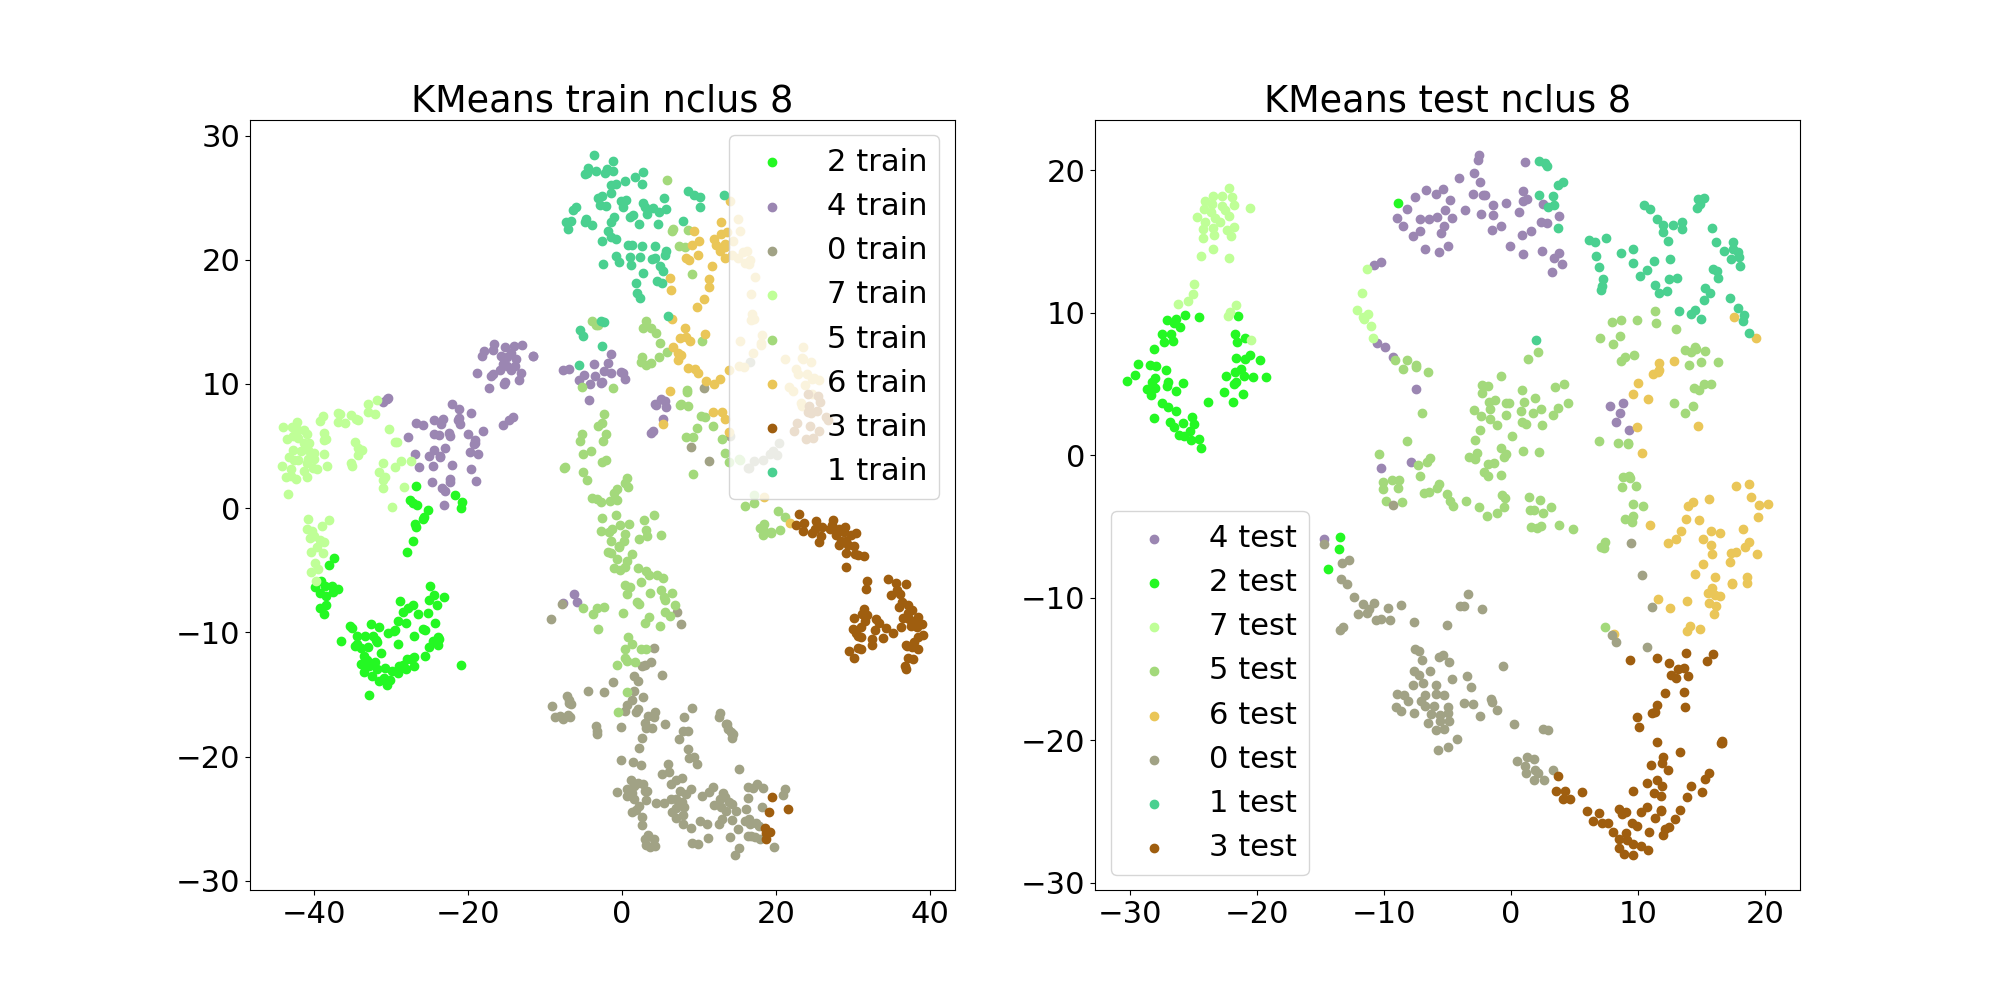 KMeans train nclus 8
30
20
10
0
−10
−20
−30
−40
−20
0
20
40
2 train
4 train
0 train
7 train
5 train
6 train
3 train
1 train
KMeans test nclus 8
20
10
0
−10
−20
−30
−30
−20
−10
0
10
20
4 test
2 test
7 test
5 test
6 test
0 test
1 test
3 test